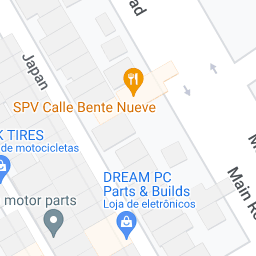 ad
Japan
SPV Calle Bente Nueve
K TIRES
de motocicletas
DREAM PC
Parts & Builds
Loja de eletrônicos
motor parts
Main Ro
M